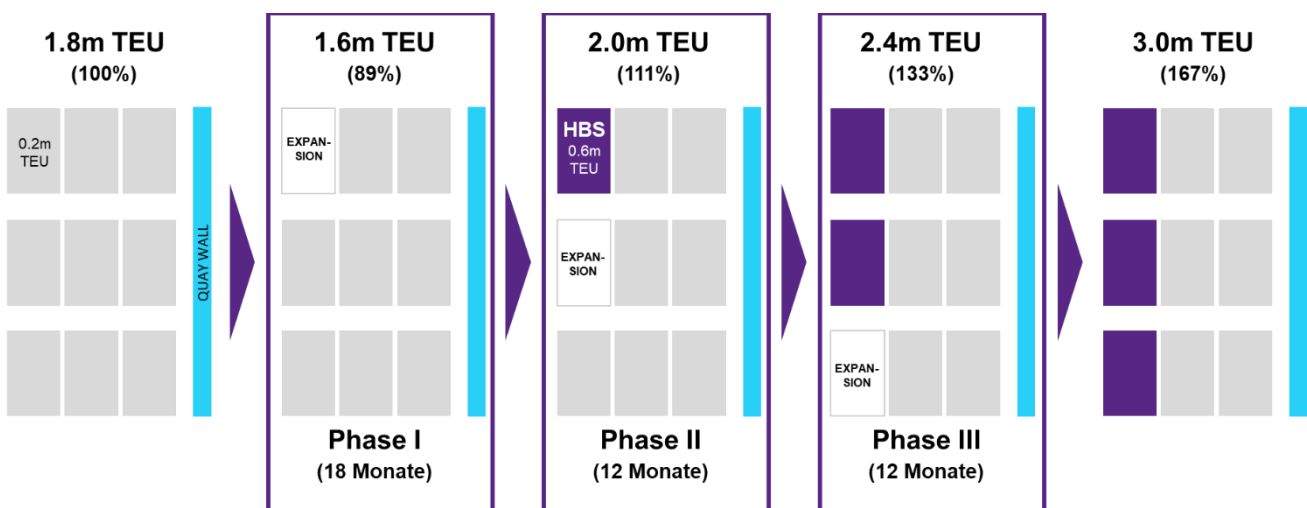 1.8m TEU
(100%)
0.2m
TEU
QUAY WALL
1.6m TEU
(89%)
EXPAN-
SION
Phase I
(18 Monate)
2.0m TEU
(111%)
HBS
0.6m
TEU
EXPAN-
SION
Phase II
(12 Monate)
2.4m TEU
(133%)
EXPAN-
SION
Phase III
(12 Monate)
3.0m TEU
(167%)